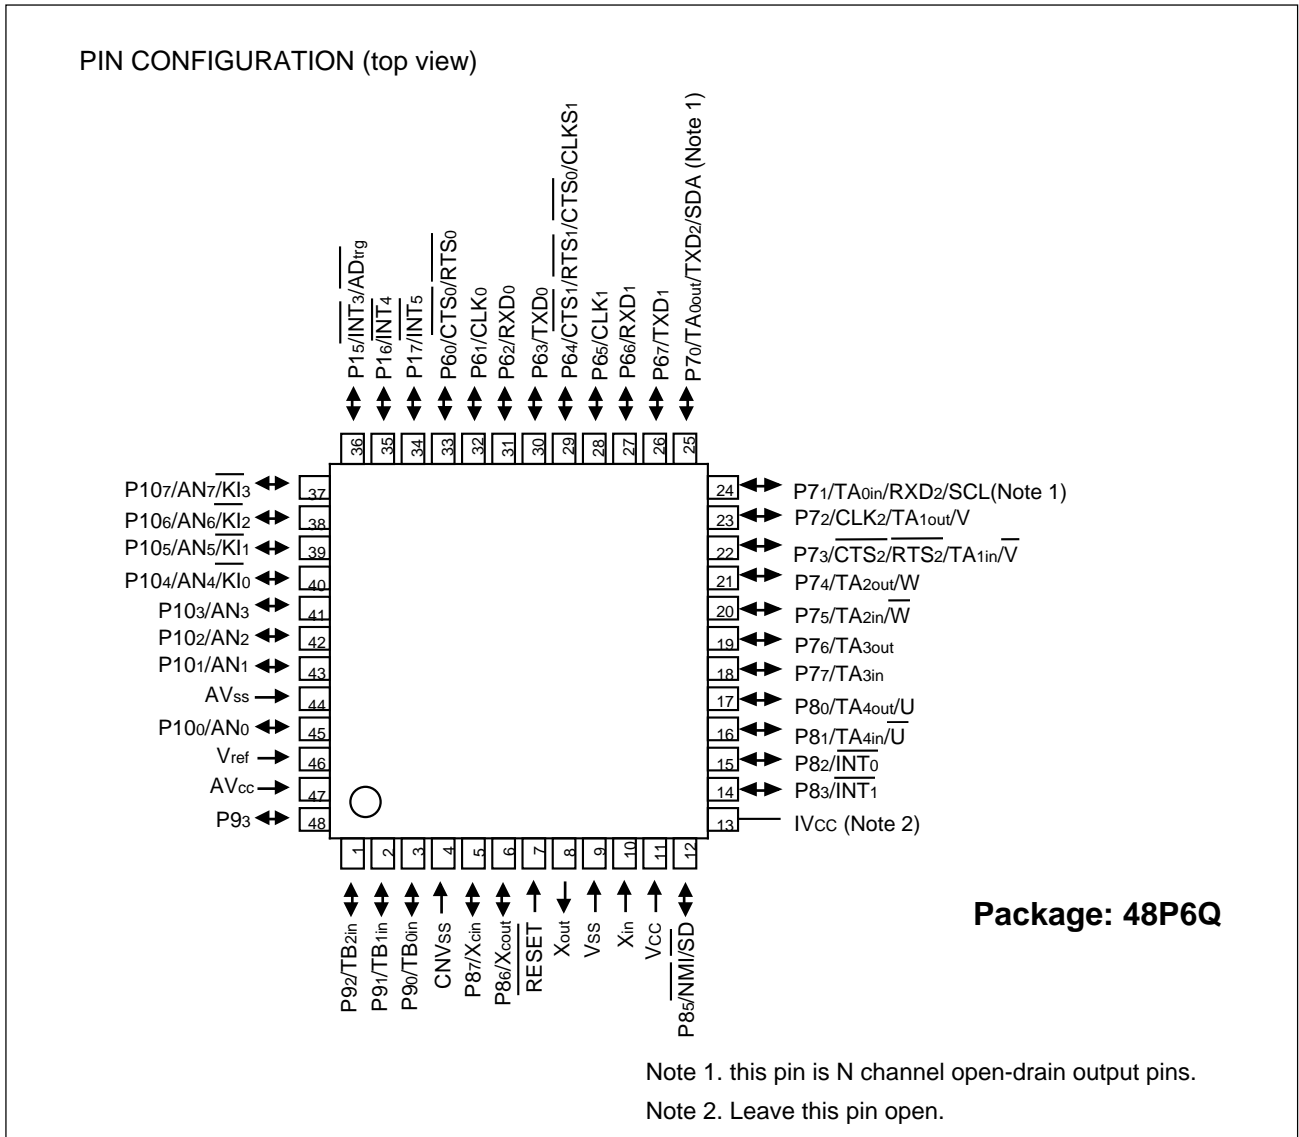 PIN CONFIGURATION (top view)
P15/INT3/ADtrg
P16/INT4
P17/INT5
P60/CTS0/RTS0
P61/CLK0
P62/RXD0
P63/TXD0
P64/CTS1/RTS1/CTS0/CLKS1
P65/CLK1
P66/RXD1
P67/TXD1
P70/TA0out/TXD2/SDA (Note 1)
36 35 34 33 32 31 30 29 28 27 26 25
P107/AN7/KI3 37
P106/AN6/KI2 38
P105/AN5/KI1 39
P104/AN4/KI0 40
P103/AN3 41
P102/AN2 42
P101/AN1 43
AVss 44
P100/AN0 45
Vref 46
AVcc 47
P93 48
24 P71/TA0in/RXD2/SCL(Note 1)
23 P72/CLK2/TA1out/V
22 P73/CTS2/RTS2/TA1in/V
21 P74/TA2out/W
20 P75/TA2in/W
19 P76/TA3out
18 P77/TA3in
17 P80/TA4out/U
16 P81/TA4in/U
15 P82/INT0
14 P83/INT1
13 IVCC (Note 2)
1 2 3 4 5 6 7 8 9 10 11 12
P92/TB2in
P91/TB1in
P90/TB0in
CNVss
P87/Xcin
P86/Xcout
RESET
Xout
Vss
Xin
Vcc
P85/NMI/SD
Package: 48P6Q
Note 1. this pin is N channel open-drain output pins.
Note 2. Leave this pin open.